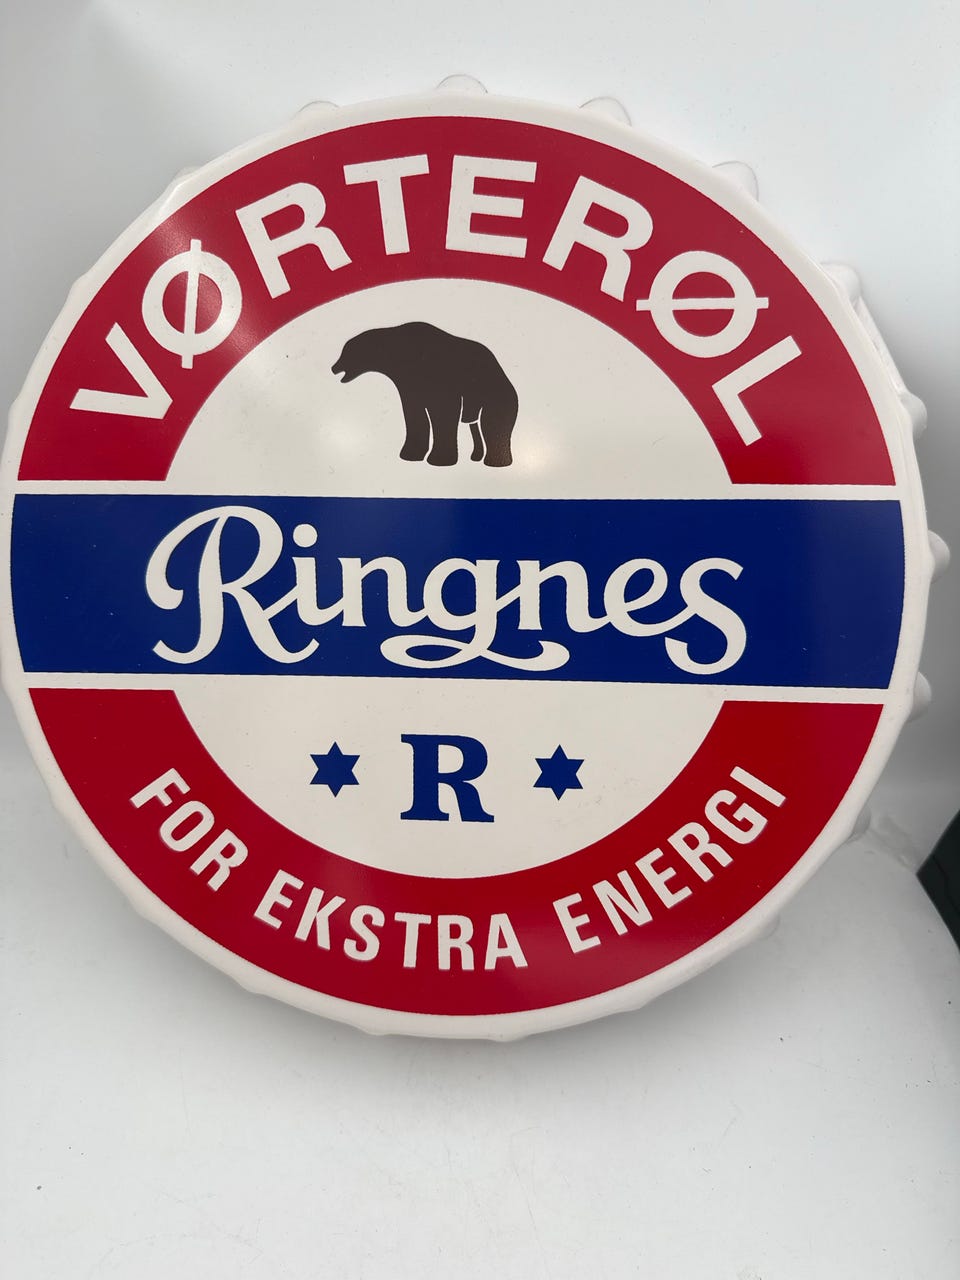 VØRTERØL
Ringnes
R
FOR EKSTRA ENERGI